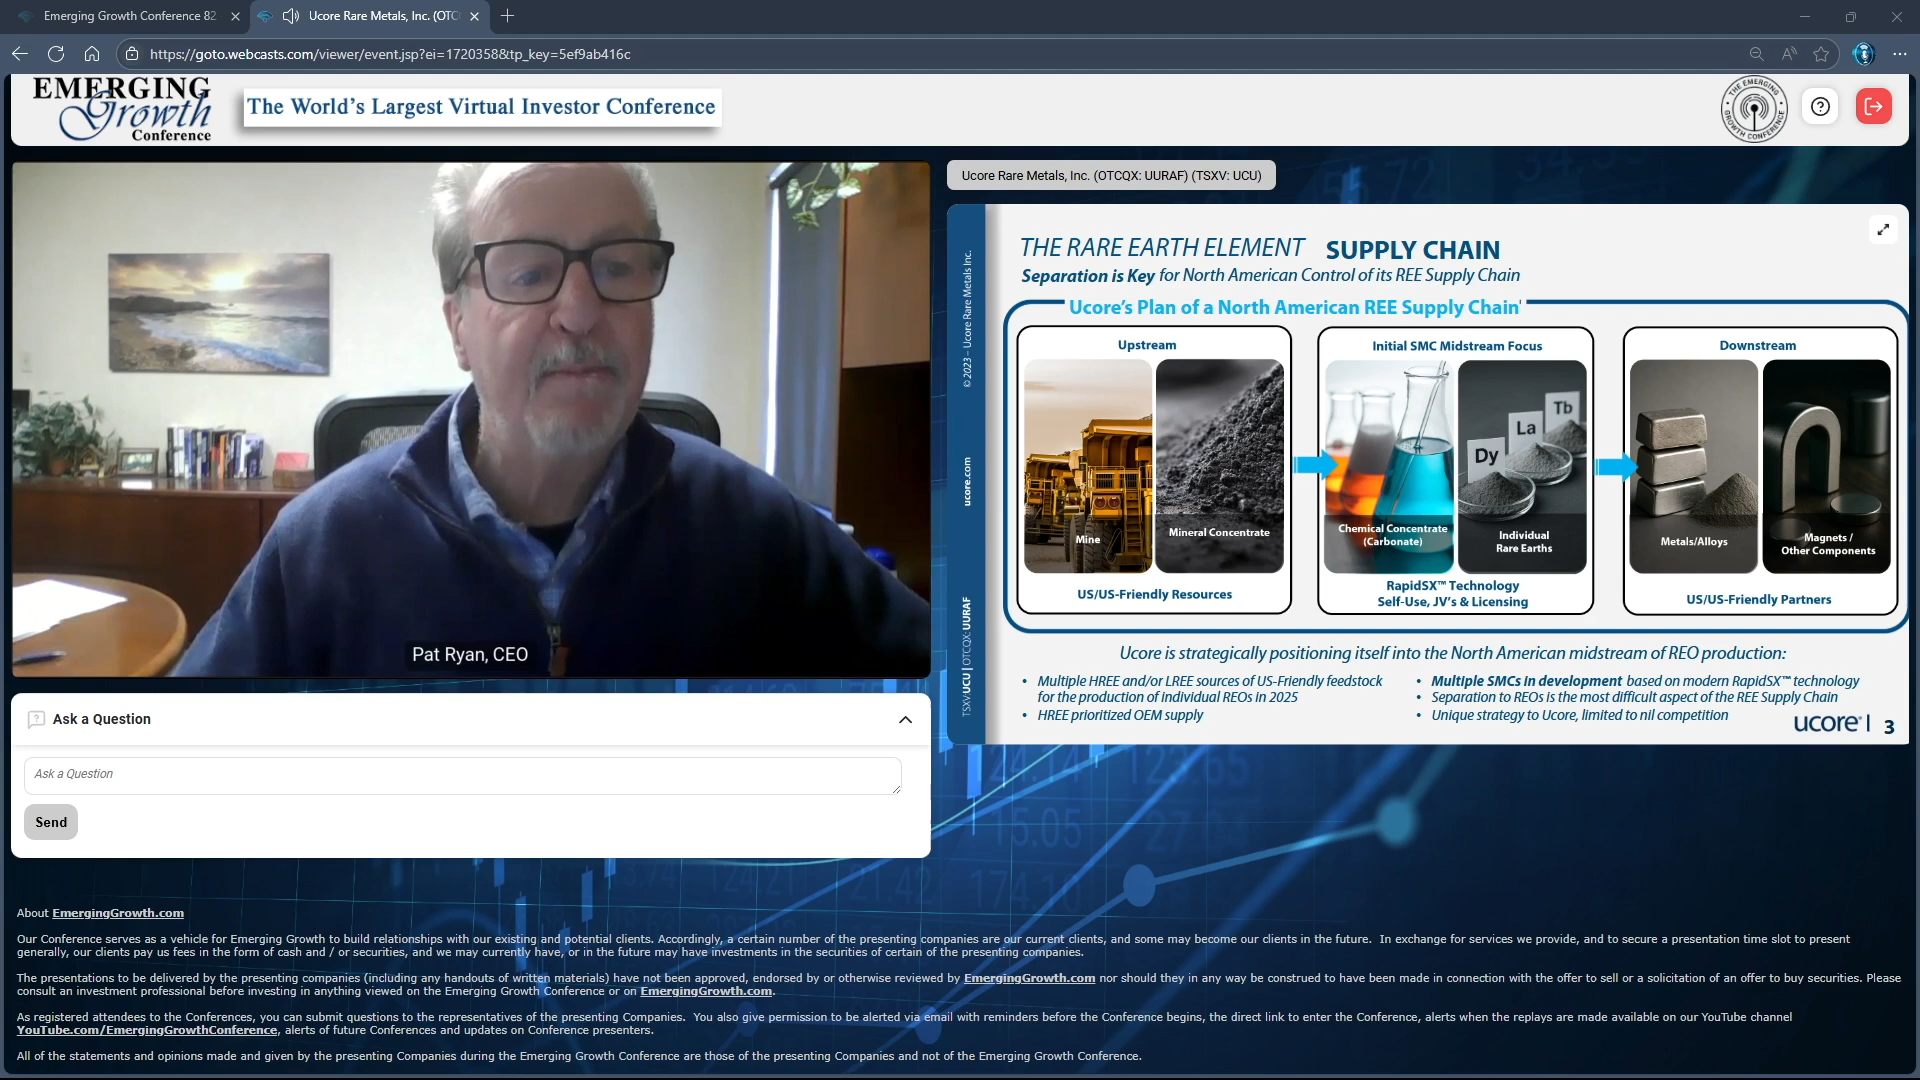 Emerging Growth Conference 82
Ucore Rare Metals, Inc. (OTC
https://goto.webcasts.com/viewer/event.jsp?ei=1720358&tp_key=5ef9ab416c
EMERGING
Growth
Conference
The World's Largest Virtual Investor Conference
THE EMERGING
GROWTH CONFERENCE
Pat Ryan, CEO
Ask a Question
Ask a Question
Send
Ucore Rare Metals, Inc. (OTCQX: UURAF) (TSXV: UCU)
© 2023 – Ucore Rare Metals Inc.
ucore.com
TSXV:UCU | OTCQX: UURAF
THE RARE EARTH ELEMENT SUPPLY CHAIN
Separation is Key for North American Control of its REE Supply Chain
Ucore's Plan of a North American REE Supply Chain'
Upstream
Mine
Mineral Concentrate
US/US-Friendly Resources
Initial SMC Midstream Focus
Tb
La
Dy
Chemical Concentrate
(Carbonate)
Individual
Rare Earths
RapidSX™ Technology
Self-Use, JV's & Licensing
Downstream
Metals/Alloys
Magnets /
Other Components
US/US-Friendly Partners
Ucore is strategically positioning itself into the North American midstream of REO production:
• Multiple HREE and/or LREE sources of US-Friendly feedstock
for the production of individual REOs in 2025
• HREE prioritized OEM supply
• Multiple SMCs in development based on modern RapidSX™ technology
• Separation to REOs is the most difficult aspect of the REE Supply Chain
• Unique strategy to Ucore, limited to nil competition
ucore | 3
About EmergingGrowth.com
Our Conference serves as a vehicle for Emerging Growth to build relationships with our existing and potential clients. Accordingly, a certain number of the presenting companies are our current clients, and some may become our clients in the future. In exchange for services we provide, and to secure a presentation time slot to present
generally, our clients pay us fees in the form of cash and / or securities, and we may currently have, or in the future may have investments in the securities of certain of the presenting companies.
The presentations to be delivered by the presenting companies (including any handouts of written materials) have not been approved, endorsed by or otherwise reviewed by EmergingGrowth.com nor should they in any way be construed to have been made in connection with the offer to sell or a solicitation of an offer to buy securities. Please
consult an investment professional before investing in anything viewed on the Emerging Growth Conference or on EmergingGrowth.com.
As registered attendees to the Conferences, you can submit questions to the representatives of the presenting Companies. You also give permission to be alerted via email with reminders before the Conference begins, the direct link to enter the Conference, alerts when the replays are made available on our YouTube channel
YouTube.com/EmergingGrowthConference, alerts of future Conferences and updates on Conference presenters.
All of the statements and opinions made and given by the presenting Companies during the Emerging Growth Conference are those of the presenting Companies and not of the Emerging Growth Conference.